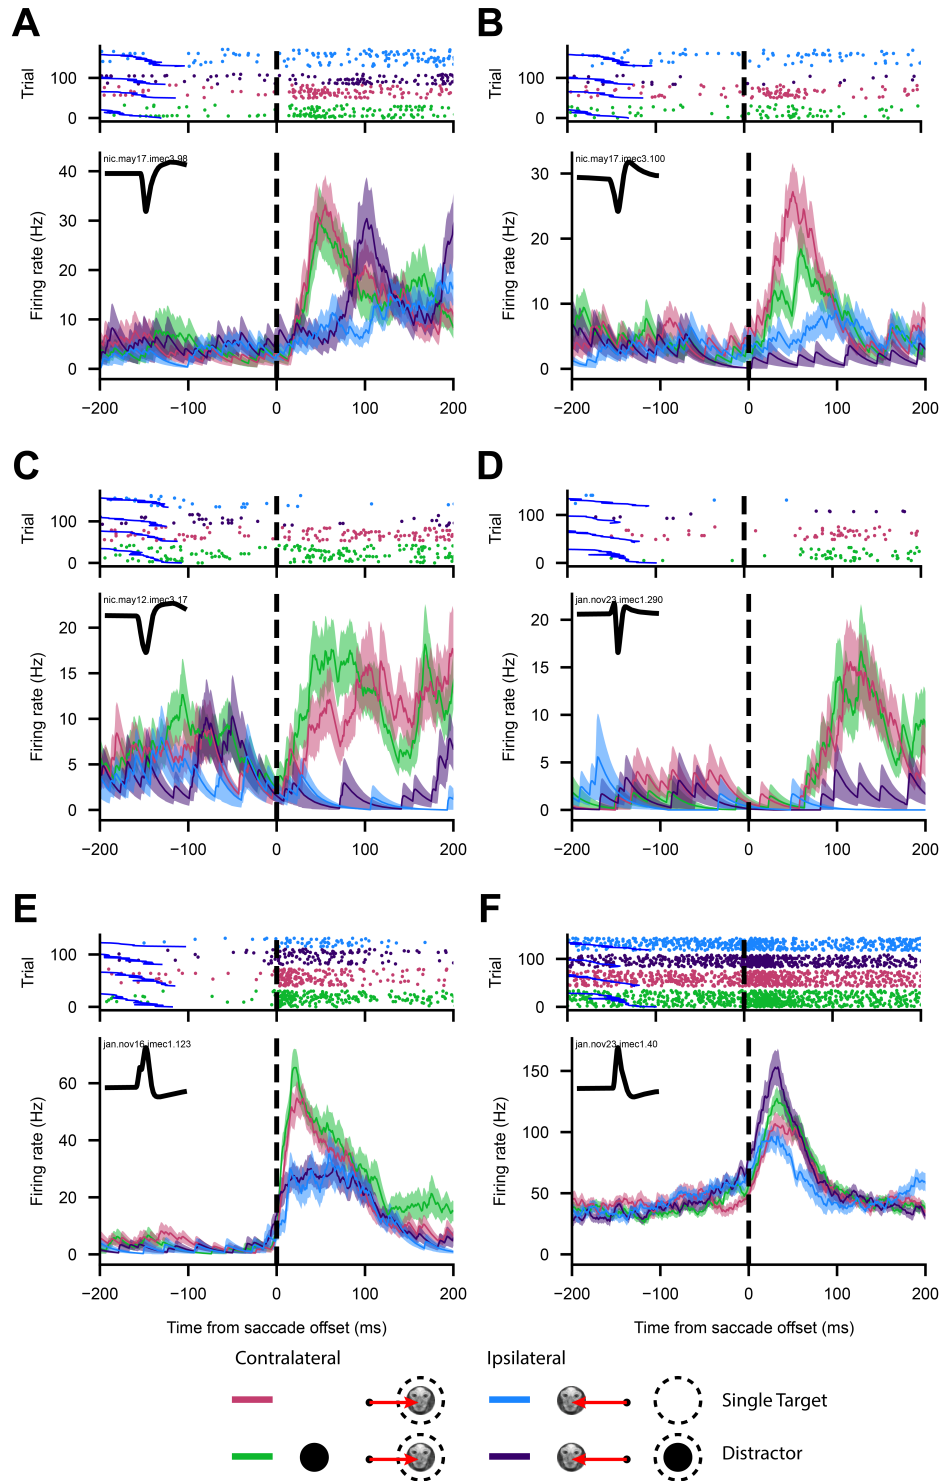 A
B
Trial
100
0
Trial
100
0
nic.may17.imec3.98
nic.may17.imec3.100
Firing rate (Hz)
40
30
20
10
0
Firing rate (Hz)
30
20
10
0
−200 −100 0 100 200
−200 −100 0 100 200
C
D
Trial
100
0
Trial
100
0
nic.may12.imec3.17
jan.nov23.imec1.290
Firing rate (Hz)
20
15
10
5
0
Firing rate (Hz)
20
15
10
5
0
−200 −100 0 100 200
−200 −100 0 100 200
E
F
Trial
100
0
Trial
100
0
jan.nov16.imec1.123
jan.nov23.imec1.40
Firing rate (Hz)
60
40
20
0
Firing rate (Hz)
150
100
50
0
−200 −100 0 100 200
−200 −100 0 100 200
Time from saccade offset (ms)
Time from saccade offset (ms)
Contralateral
Ipsilateral
Single Target
Distractor